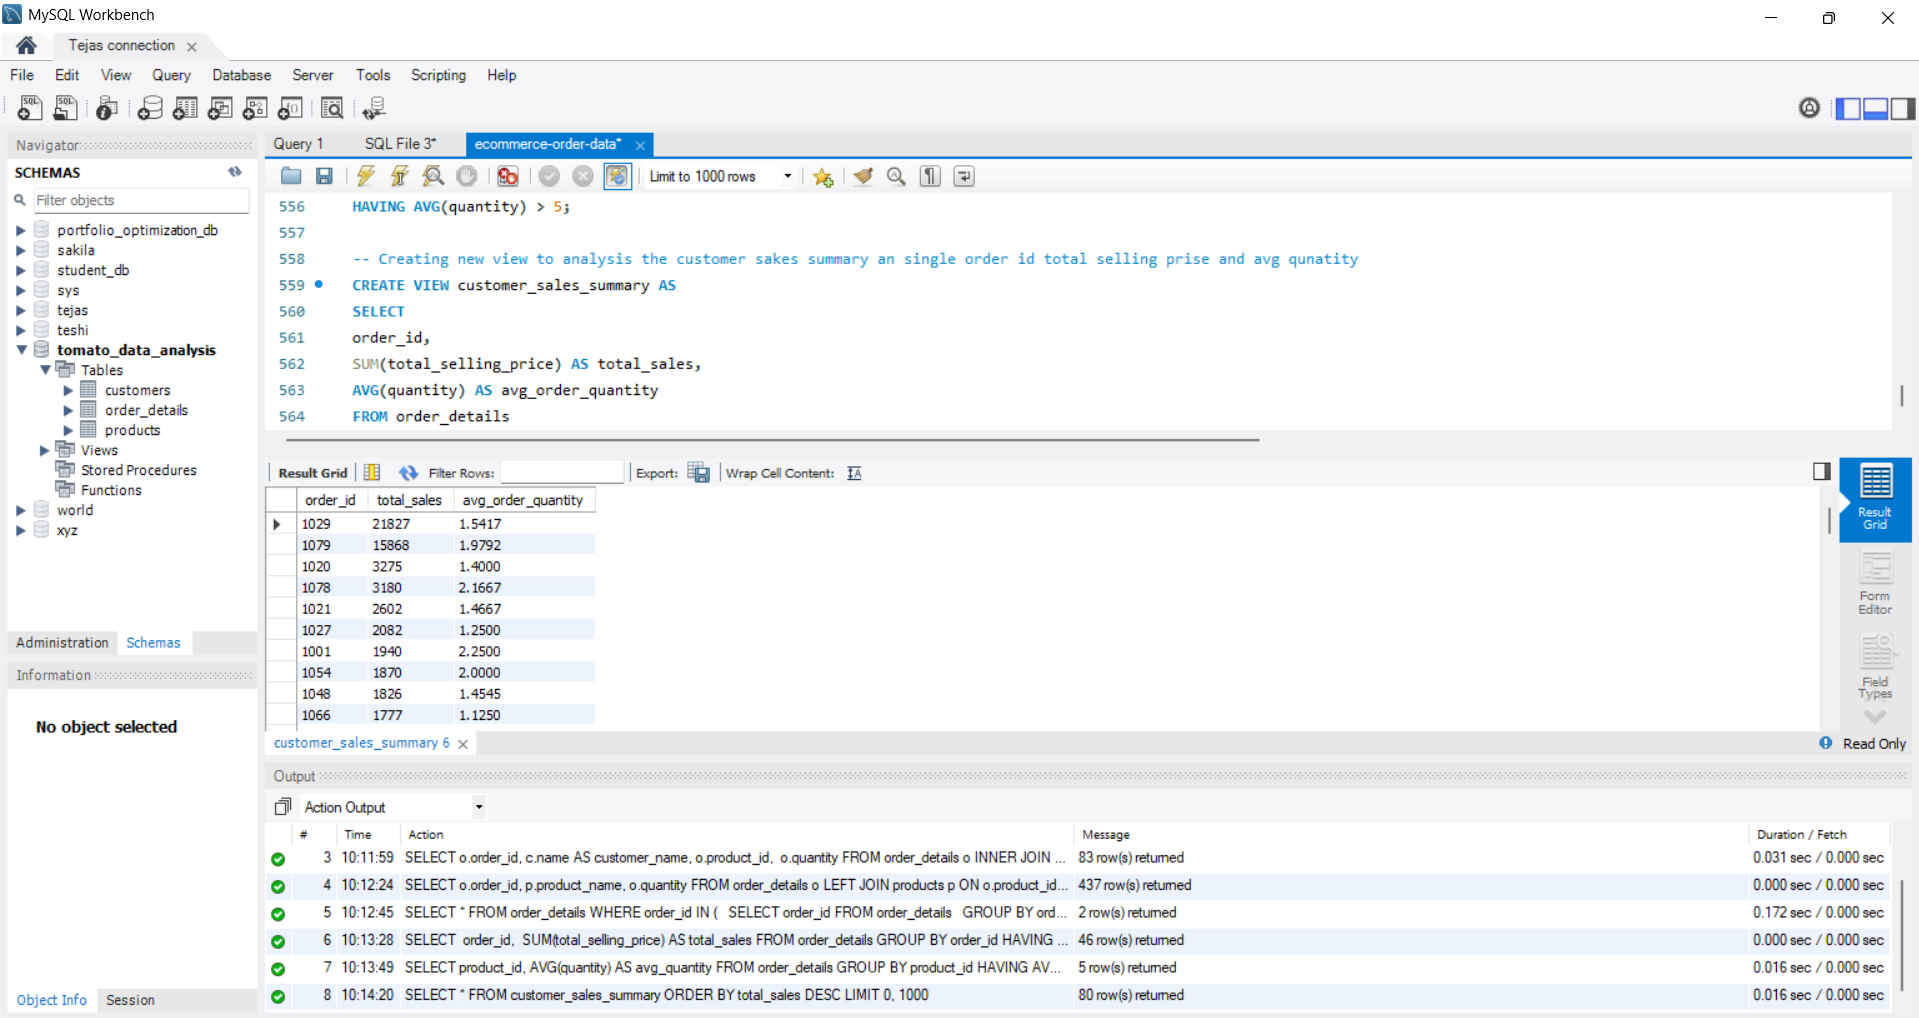 MySQL Workbench
Tejas connection
File Edit View Query Database Server Tools Scripting Help
Navigator
SCHEMAS
Filter objects
portfolio_optimization_db
sakila
student_db
sys
tejas
teshi
tomato_data_analysis
Tables
customers
order_details
products
Views
Stored Procedures
Functions
world
xyz
Administration Schemas
Information
No object selected
Object Info Session
Query 1 SQL File 3* ecommerce-order-data*
Limit to 1000 rows
556 HAVING AVG(quantity) > 5;
557
558 -- Creating new view to analysis the customer sakes summary an single order id total selling prise and avg qunatity
559 CREATE VIEW customer_sales_summary AS
560 SELECT
561 order_id,
562 SUM(total_selling_price) AS total_sales,
563 AVG(quantity) AS avg_order_quantity
564 FROM order_details
Result Grid Filter Rows: Export: Wrap Cell Content:
order_id total_sales avg_order_quantity
1029 21827 1.5417
1079 15868 1.9792
1020 3275 1.4000
1078 3180 2.1667
1021 2602 1.4667
1027 2082 1.2500
1001 1940 2.2500
1054 1870 2.0000
1048 1826 1.4545
1066 1777 1.1250
Result
Grid
Form
Editor
Field
Types
customer_sales_summary 6
Read Only
Output
Action Output
# Time Action Message Duration / Fetch
3 10:11:59 SELECT o.order_id, c.name AS customer_name, o.product_id, o.quantity FROM order_details o INNER JOIN ... 83 row(s) returned 0.031 sec / 0.000 sec
4 10:12:24 SELECT o.order_id, p.product_name, o.quantity FROM order_details o LEFT JOIN products p ON o.product_id... 437 row(s) returned 0.000 sec / 0.000 sec
5 10:12:45 SELECT * FROM order_details WHERE order_id IN ( SELECT order_id FROM order_details GROUP BY ord... 2 row(s) returned 0.172 sec / 0.000 sec
6 10:13:28 SELECT order_id, SUM(total_selling_price) AS total_sales FROM order_details GROUP BY order_id HAVING ... 46 row(s) returned 0.000 sec / 0.000 sec
7 10:13:49 SELECT product_id, AVG(quantity) AS avg_quantity FROM order_details GROUP BY product_id HAVING AV... 5 row(s) returned 0.016 sec / 0.000 sec
8 10:14:20 SELECT * FROM customer_sales_summary ORDER BY total_sales DESC LIMIT 0, 1000 80 row(s) returned 0.016 sec / 0.000 sec